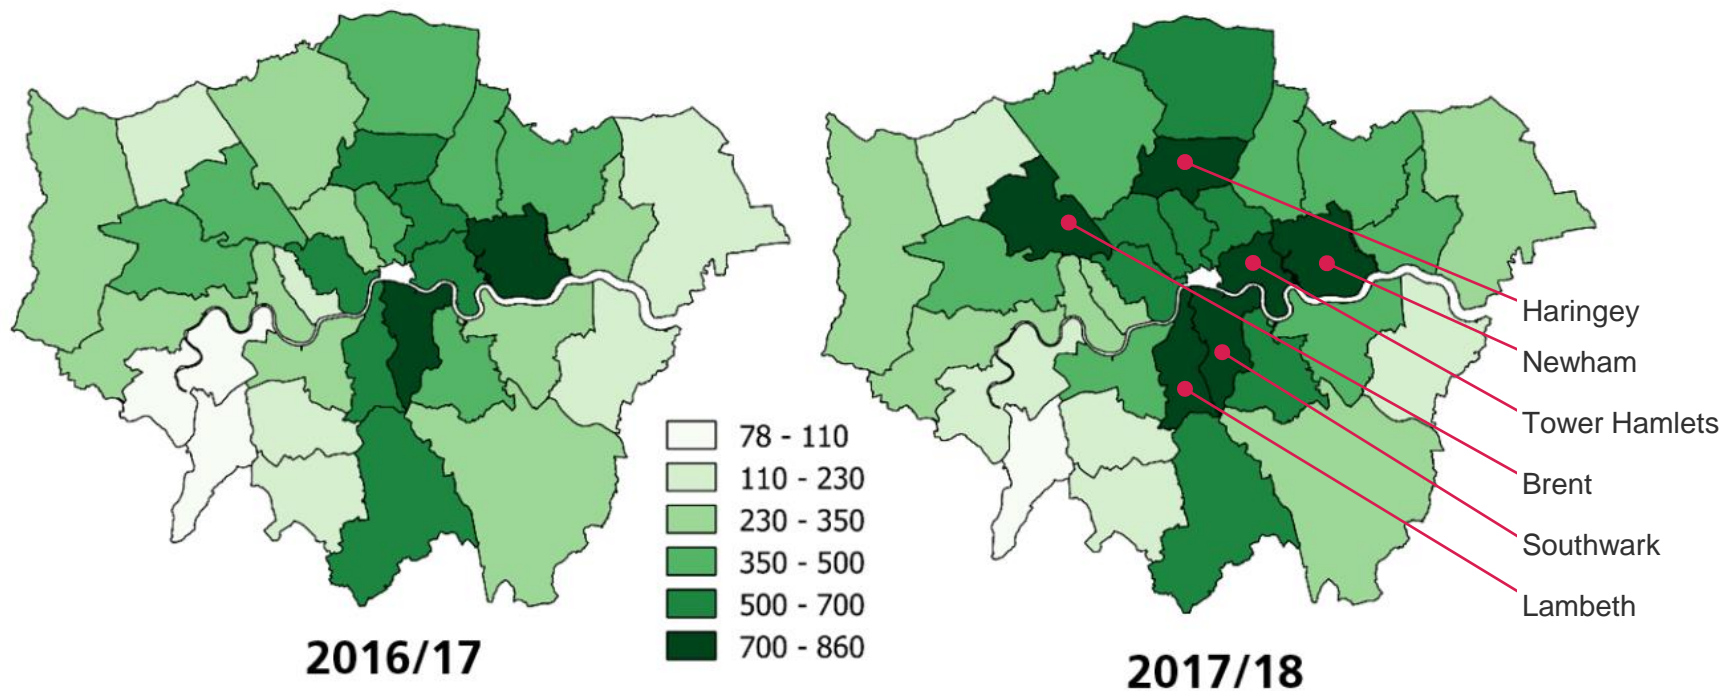 78 - 110
110 - 230
230 - 350
350 - 500
500 - 700
700 - 860
2016/17
2017/18
Haringey
Newham
Tower Hamlets
Brent
Southwark
Lambeth